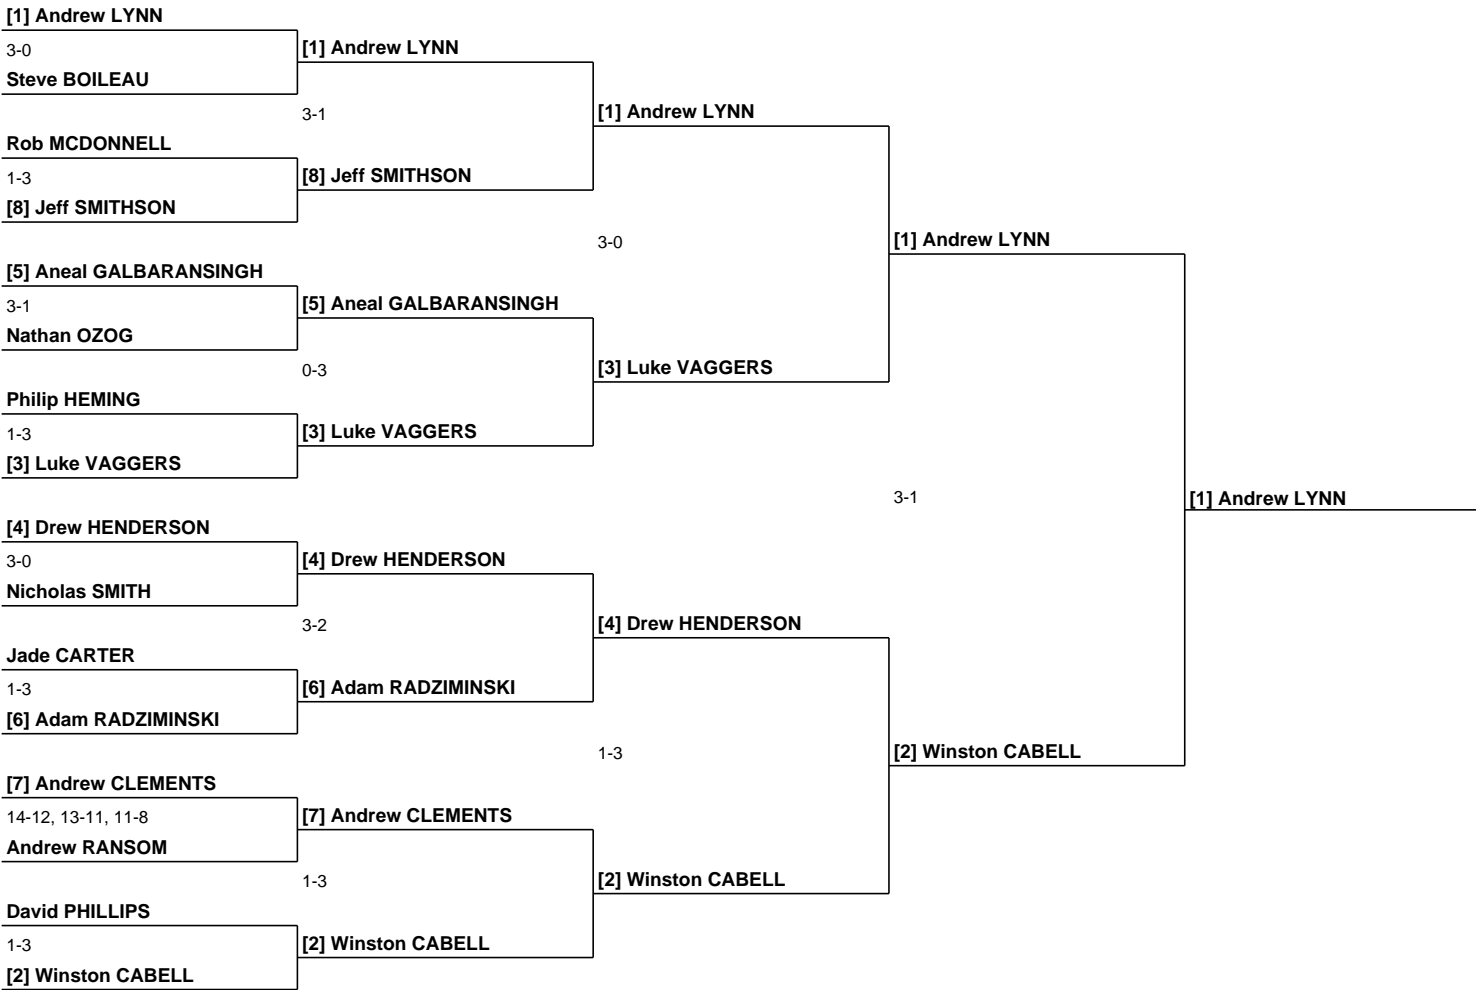 [1] Andrew LYNN
3-0
Steve BOILEAU
Rob MCDONNELL
1-3
[8] Jeff SMITHSON
[5] Aneal GALBARANSINGH
3-1
Nathan OZOG
Philip HEMING
1-3
[3] Luke VAGGERS
[4] Drew HENDERSON
3-0
Nicholas SMITH
Jade CARTER
1-3
[6] Adam RADZIMINSKI
[7] Andrew CLEMENTS
14-12, 13-11, 11-8
Andrew RANSOM
David PHILLIPS
1-3
[2] Winston CABELL
[1] Andrew LYNN
3-1
[8] Jeff SMITHSON
[5] Aneal GALBARANSINGH
0-3
[3] Luke VAGGERS
[4] Drew HENDERSON
3-2
[6] Adam RADZIMINSKI
[7] Andrew CLEMENTS
1-3
[2] Winston CABELL
[1] Andrew LYNN
3-0
[3] Luke VAGGERS
[4] Drew HENDERSON
1-3
[2] Winston CABELL
[1] Andrew LYNN
3-1
[2] Winston CABELL
[1] Andrew LYNN